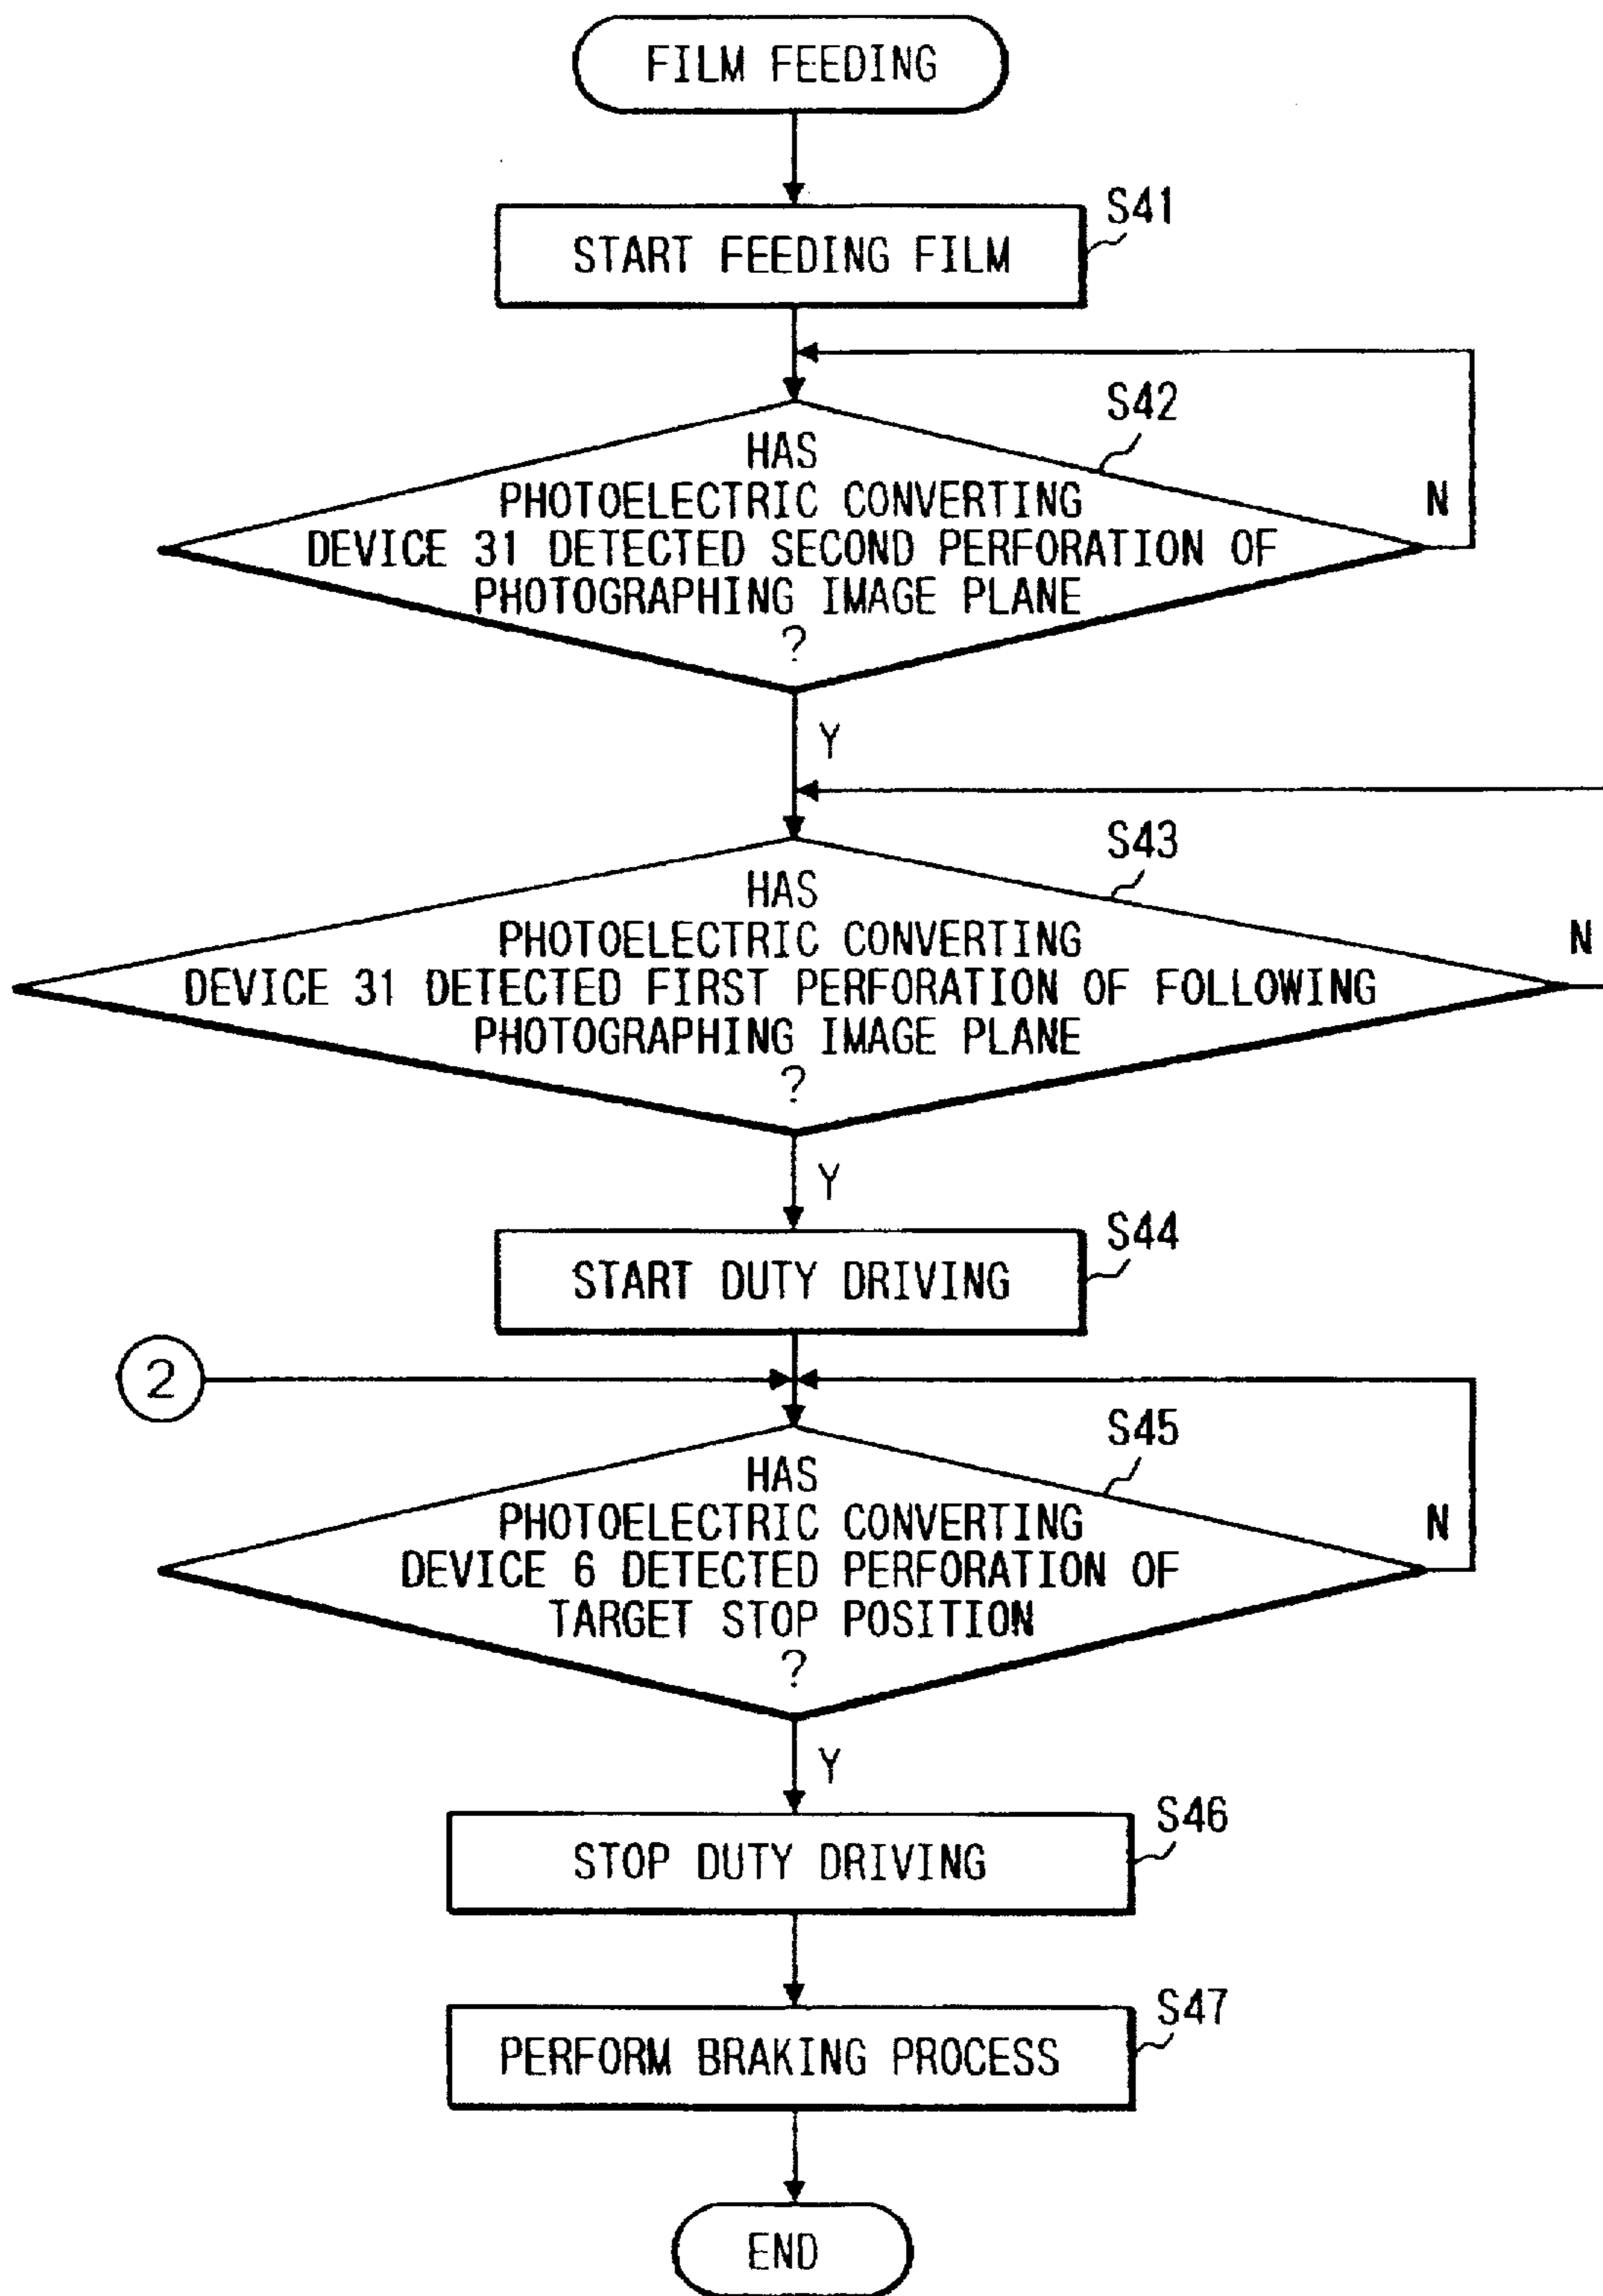 FILM FEEDING
S41
START FEEDING FILM
S42
HAS
PHOTOELECTRIC CONVERTING
DEVICE 31 DETECTED SECOND PERFORATION OF
PHOTOGRAPHING IMAGE PLANE
?
N
Y
S43
HAS
PHOTOELECTRIC CONVERTING
DEVICE 31 DETECTED FIRST PERFORATION OF FOLLOWING
PHOTOGRAPHING IMAGE PLANE
?
N
Y
S44
START DUTY DRIVING
2
S45
HAS
PHOTOELECTRIC CONVERTING
DEVICE 6 DETECTED PERFORATION OF
TARGET STOP POSITION
?
N
Y
S46
STOP DUTY DRIVING
S47
PERFORM BRAKING PROCESS
END